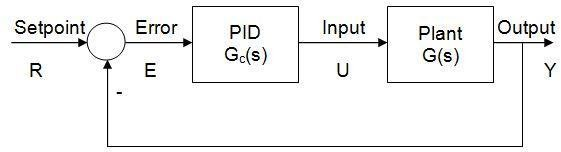 Setpoint
Error
PID
Gc(s)
Input
Plant
G(s)
Output
R
E
U
Y
-